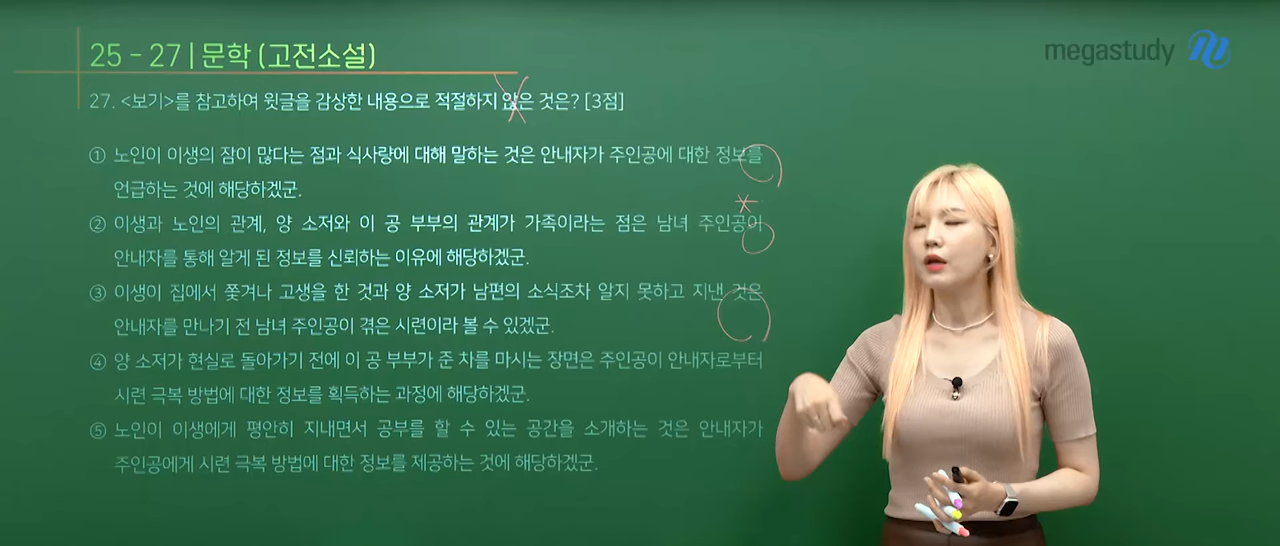 25 - 27 | 문학 (고전소설)
megastudy
27. <보기>를 참고하여 윗글을 감상한 내용으로 적절하지 않은 것은? [3점]
① 노인이 이생의 잠이 많다는 점과 식사량에 대해 말하는 것은 안내자가 주인공에 대한 정보를
언급하는 것에 해당하겠군.
② 이생과 노인의 관계, 양 소저와 이 공 부부의 관계가 가족이라는 점은 남녀 주인공이
안내자를 통해 알게 된 정보를 신뢰하는 이유에 해당하겠군.
③ 이생이 집에서 쫓겨나 고생을 한 것과 양 소저가 남편의 소식조차 알지 못하고 지낸 것은
안내자를 만나기 전 남녀 주인공이 겪은 시련이라 볼 수 있겠군.
④ 양 소저가 현실로 돌아가기 전에 이 공 부부가 준 차를 마시는 장면은 주인공이 안내자로부터
시련 극복 방법에 대한 정보를 획득하는 과정에 해당하겠군.
⑤ 노인이 이생에게 평안히 지내면서 공부를 할 수 있는 공간을 소개하는 것은 안내자가
주인공에게 시련 극복 방법에 대한 정보를 제공하는 것에 해당하겠군.